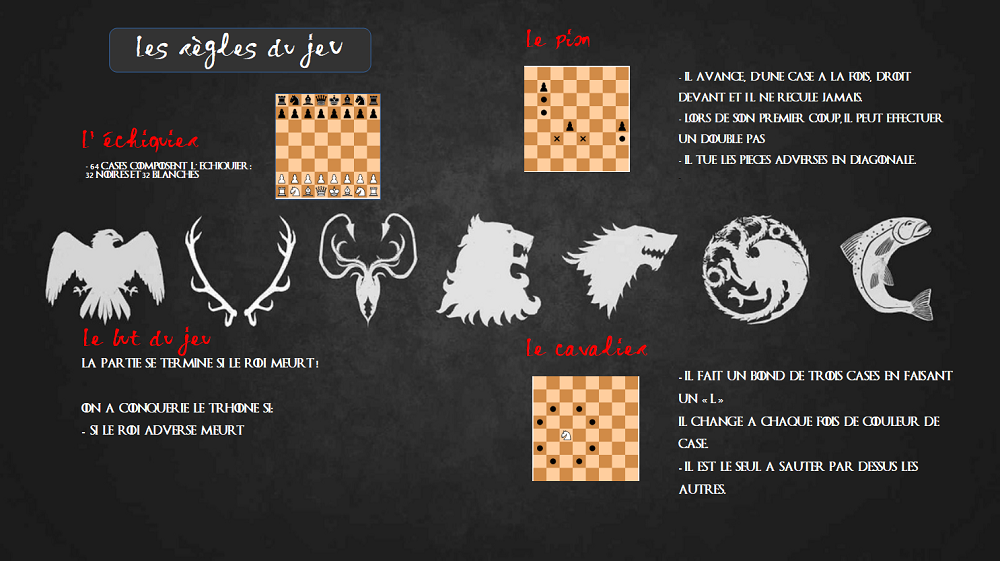 Les règles du jeu
L' échiquier
- 64 CASES COMPOSENT L' ECHIQUIER :
32 NOIRES ET 32 BLANCHES
Le pion
- IL AVANCE, D'UNE CASE A LA FOIS, DROIT
DEVANT ET IL NE RECULE JAMAIS.
- LORS DE SON PREMIER COUP, IL PEUT EFFECTUER
UN DOUBLE PAS
- IL TUE LES PIECES ADVERSES EN DIAGONALE.
Le but du jeu
LA PARTIE SE TERMINE SI LE ROI MEURT !
ON A CONQUERIE LE TRHONE SI:
- SI LE ROI ADVERSE MEURT
Le cavalier
- IL FAIT UN BOND DE TROIS CASES EN FAISANT
UN « L »
IL CHANGE A CHAQUE FOIS DE COULEUR DE
CASE.
- IL EST LE SEUL A SAUTER PAR DESSUS LES
AUTRES.